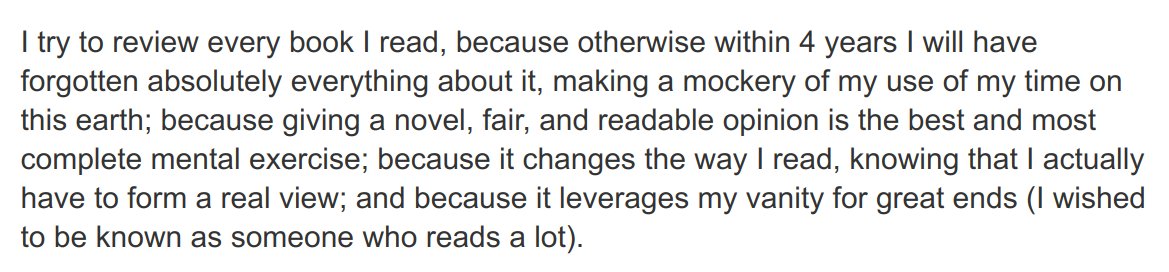 I try to review every book I read, because otherwise within 4 years I will have
forgotten absolutely everything about it, making a mockery of my use of my time on
this earth; because giving a novel, fair, and readable opinion is the best and most
complete mental exercise; because it changes the way I read, knowing that I actually
have to form a real view; and because it leverages my vanity for great ends (I wished
to be known as someone who reads a lot).